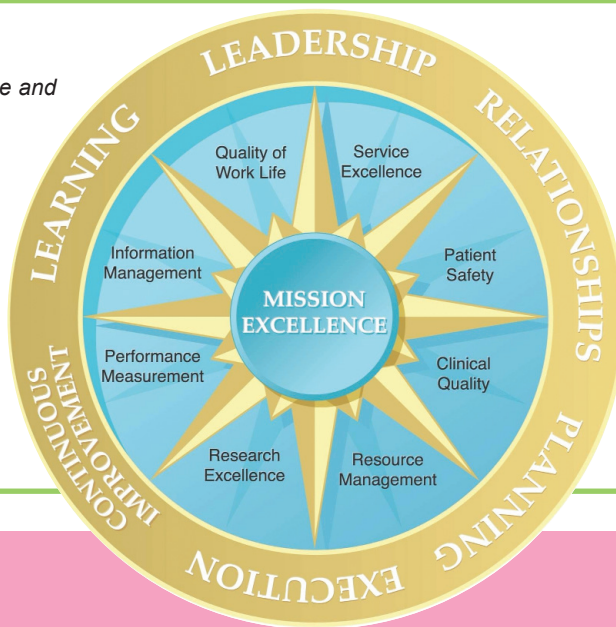 e and
LEADERSHIP
RELATIONSHIPS
PLANNING
EXECUTION
CONTINUOUS
IMPROVEMENT
LEARNING
Quality of
Work Life
Service
Excellence
Patient
Safety
Clinical
Quality
Resource
Management
Research
Excellence
Performance
Measurement
Information
Management
MISSION
EXCELLENCE